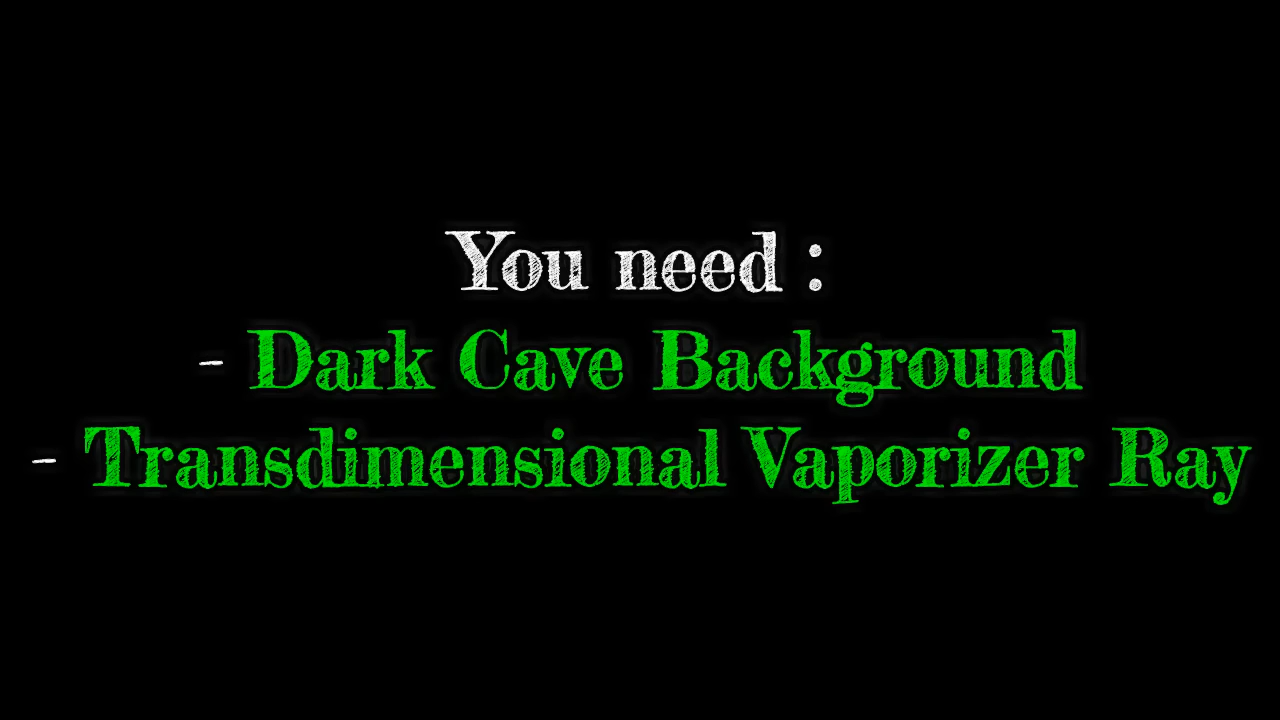 You need :
- Dark Cave Background
- Transdimensional Vaporizer Ray